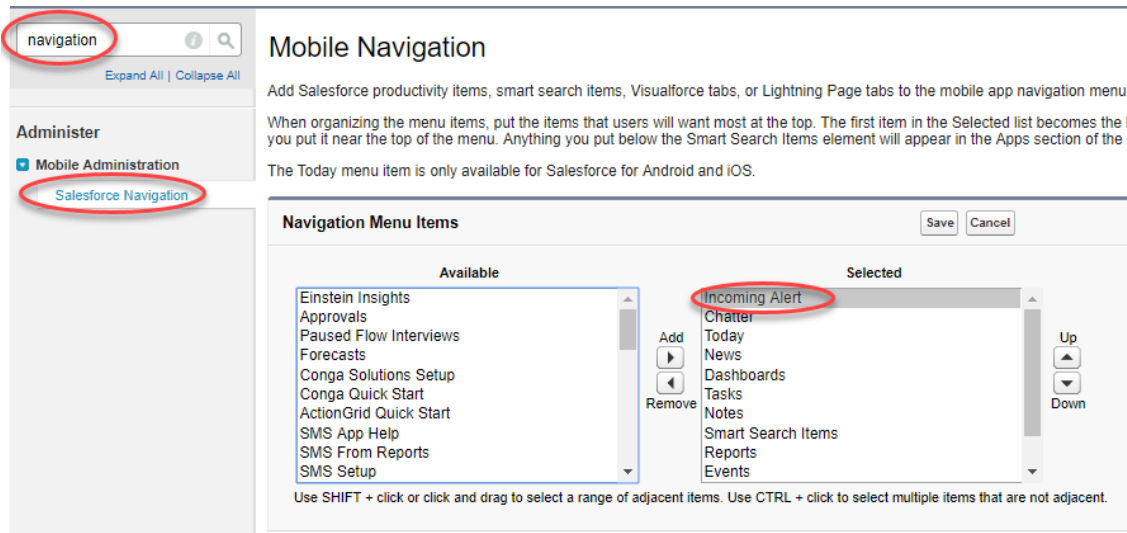 navigation
Expand All | Collapse All
Administer
Mobile Administration
Salesforce Navigation
Mobile Navigation
Add Salesforce productivity items, smart search items, Visualforce tabs, or Lightning Page tabs to the mobile app navigation menu
When organizing the menu items, put the items that users will want most at the top. The first item in the Selected list becomes the
you put it near the top of the menu. Anything you put below the Smart Search Items element will appear in the Apps section of the
The Today menu item is only available for Salesforce for Android and iOS.
Navigation Menu Items
Save Cancel
Available
Einstein Insights
Approvals
Paused Flow Interviews
Forecasts
Conga Solutions Setup
Conga Quick Start
ActionGrid Quick Start
SMS App Help
SMS From Reports
SMS Setup
Add
Remove
Selected
Incoming Alert
Chatter
Today
News
Dashboards
Tasks
Notes
Smart Search Items
Reports
Events
Up
Down
Use SHIFT + click or click and drag to select a range of adjacent items. Use CTRL + click to select multiple items that are not adjacent.